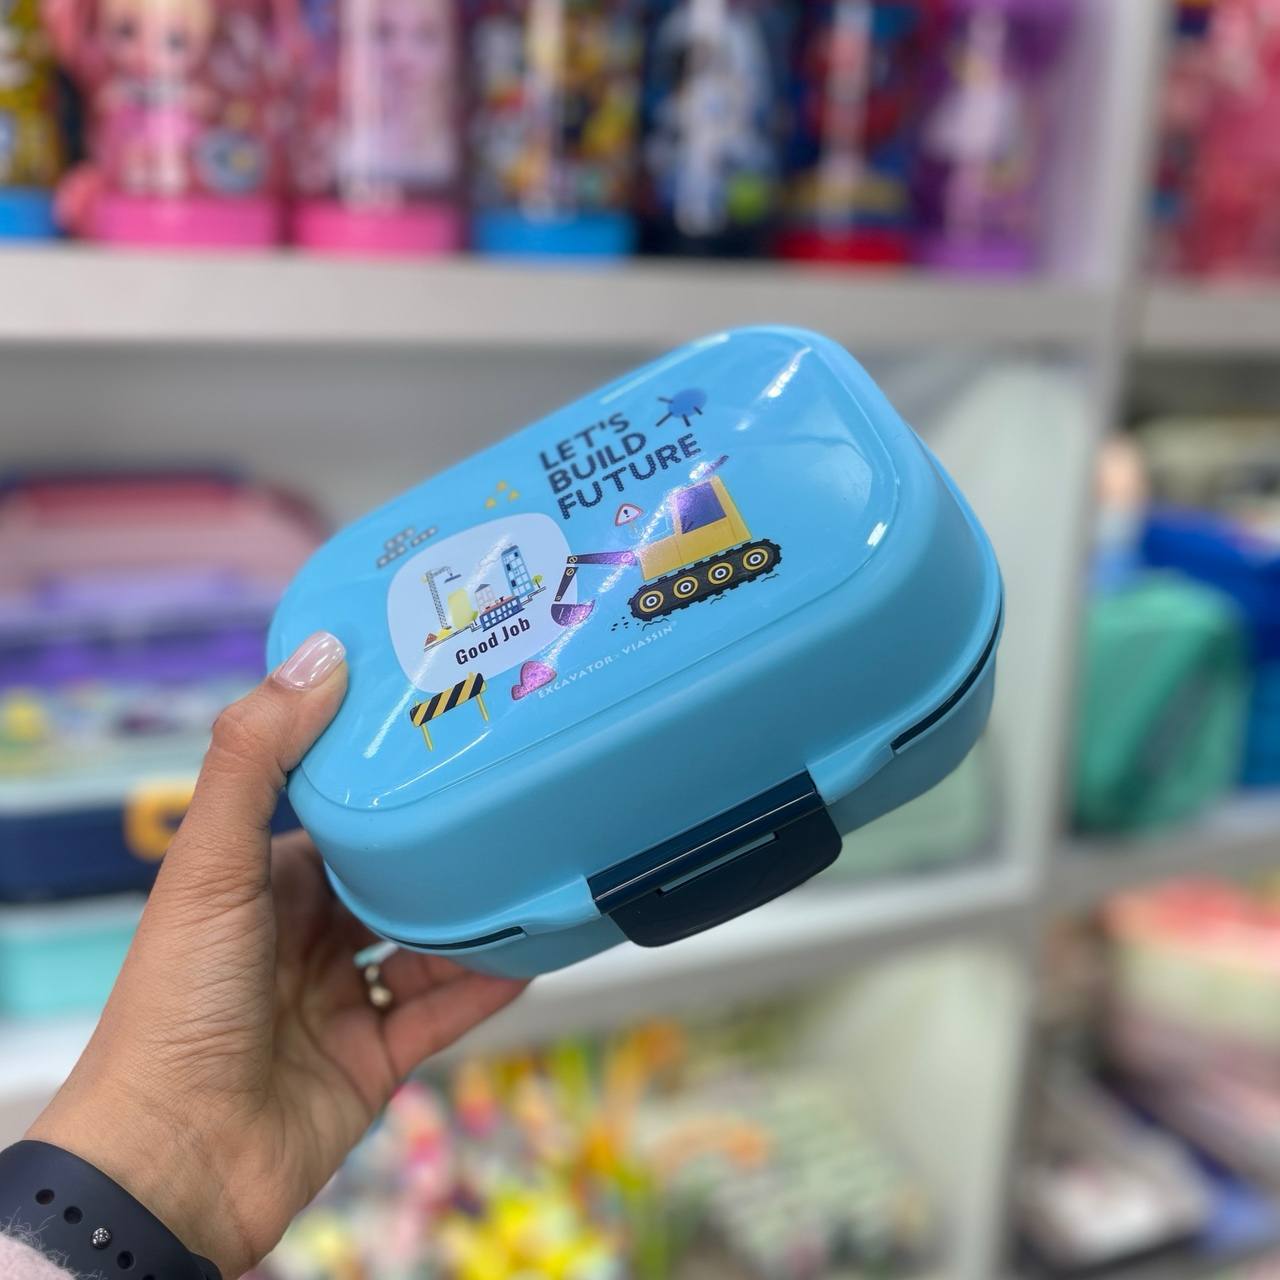 LET'S
BUILD
FUTURE
Good Job
EXCAVATOR · VIASSIN®